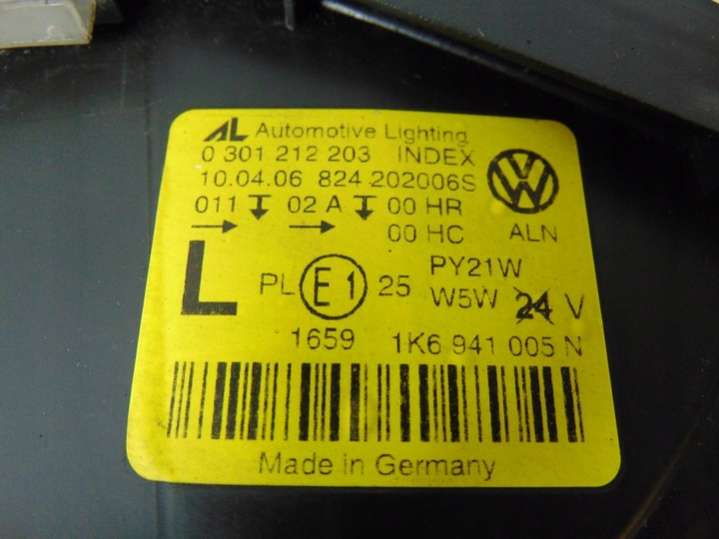 AL Automotive Lighting
0 301 212 203 INDEX
10.04.06 824 202006S
VW
011 02 A 00 HR
00 HC ALN
L PL E1 25 PY21W
W5W 24 V
1659 1K6 941 005 N
Made in Germany